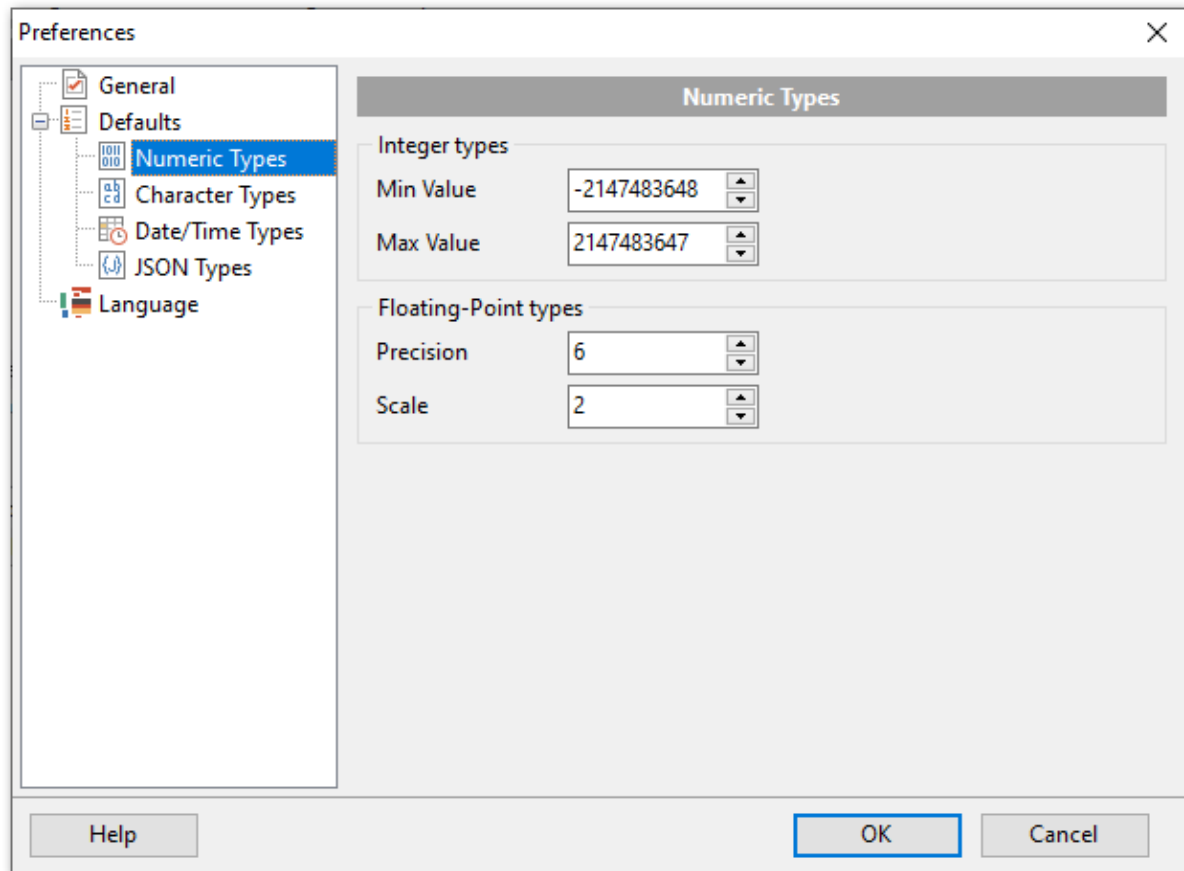 Preferences
General
Defaults
Numeric Types
Character Types
Date/Time Types
JSON Types
Language
Numeric Types
Integer types
Min Value -2147483648
Max Value 2147483647
Floating-Point types
Precision 6
Scale 2
Help OK Cancel